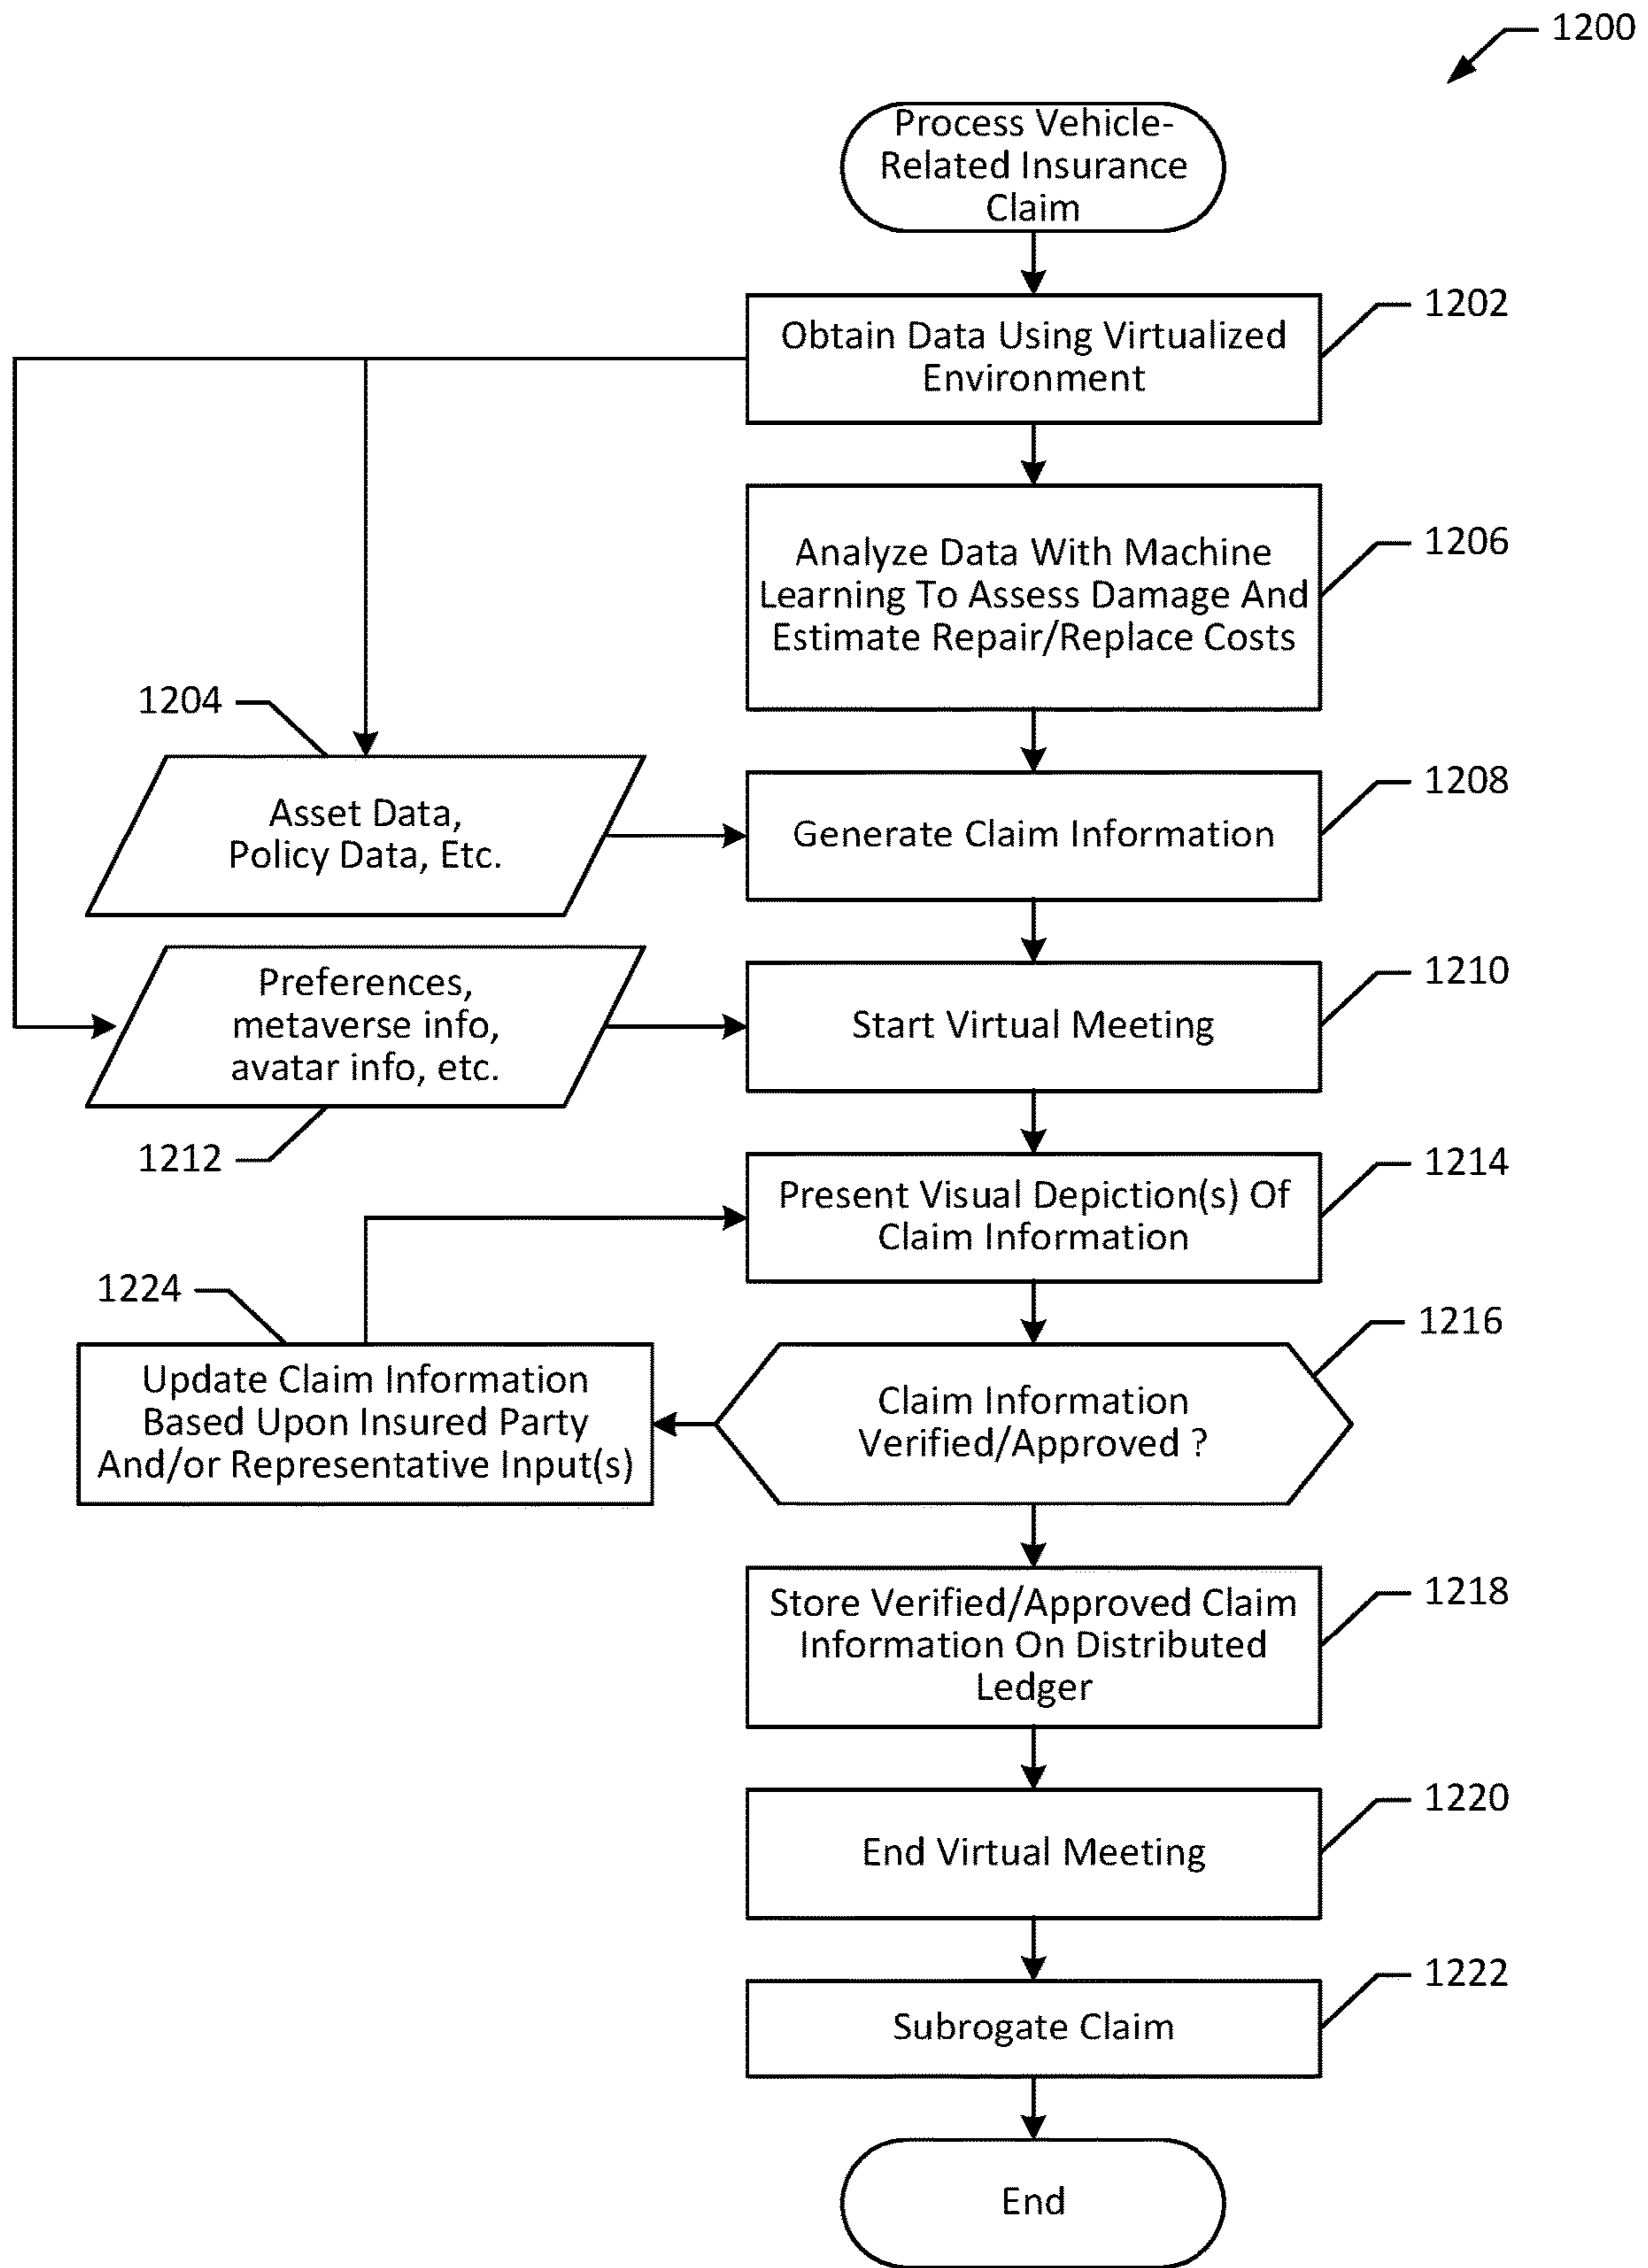 1200
Process Vehicle-
Related Insurance
Claim
1202
Obtain Data Using Virtualized
Environment
1206
Analyze Data With Machine
Learning To Assess Damage And
Estimate Repair/Replace Costs
1204
Asset Data,
Policy Data, Etc.
1208
Generate Claim Information
Preferences,
metaverse info,
avatar info, etc.
1212
1210
Start Virtual Meeting
1214
Present Visual Depiction(s) Of
Claim Information
1224
Update Claim Information
Based Upon Insured Party
And/or Representative Input(s)
1216
Claim Information
Verified/Approved ?
1218
Store Verified/Approved Claim
Information On Distributed
Ledger
1220
End Virtual Meeting
1222
Subrogate Claim
End